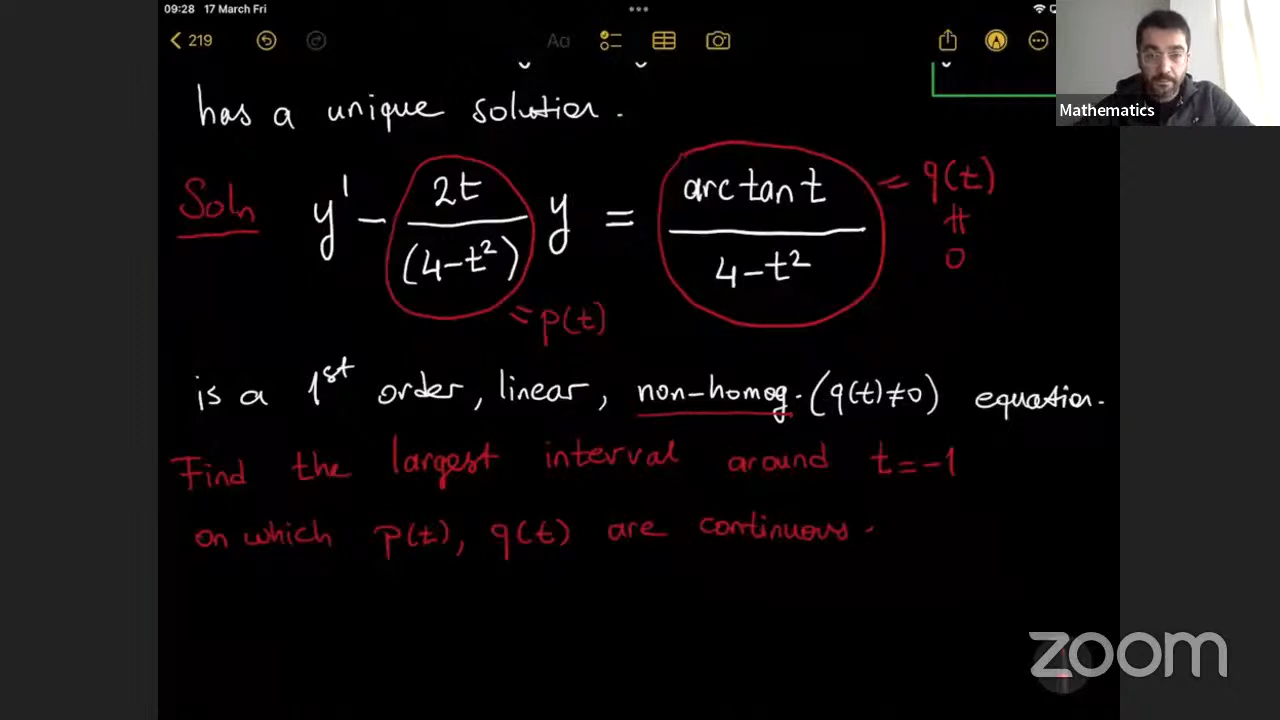 09:28 17 March Fri
219
Aa
Mathematics
has a unique solution.
Soln y' - 2t/(4-t²) y = arctan t/4-t² = q(t) ≠ 0
= p(t)
is a 1st order, linear, non-homog. (q(t)≠0) equation.
Find the largest interval around t=-1
on which p(t), q(t) are continuous.
zoom